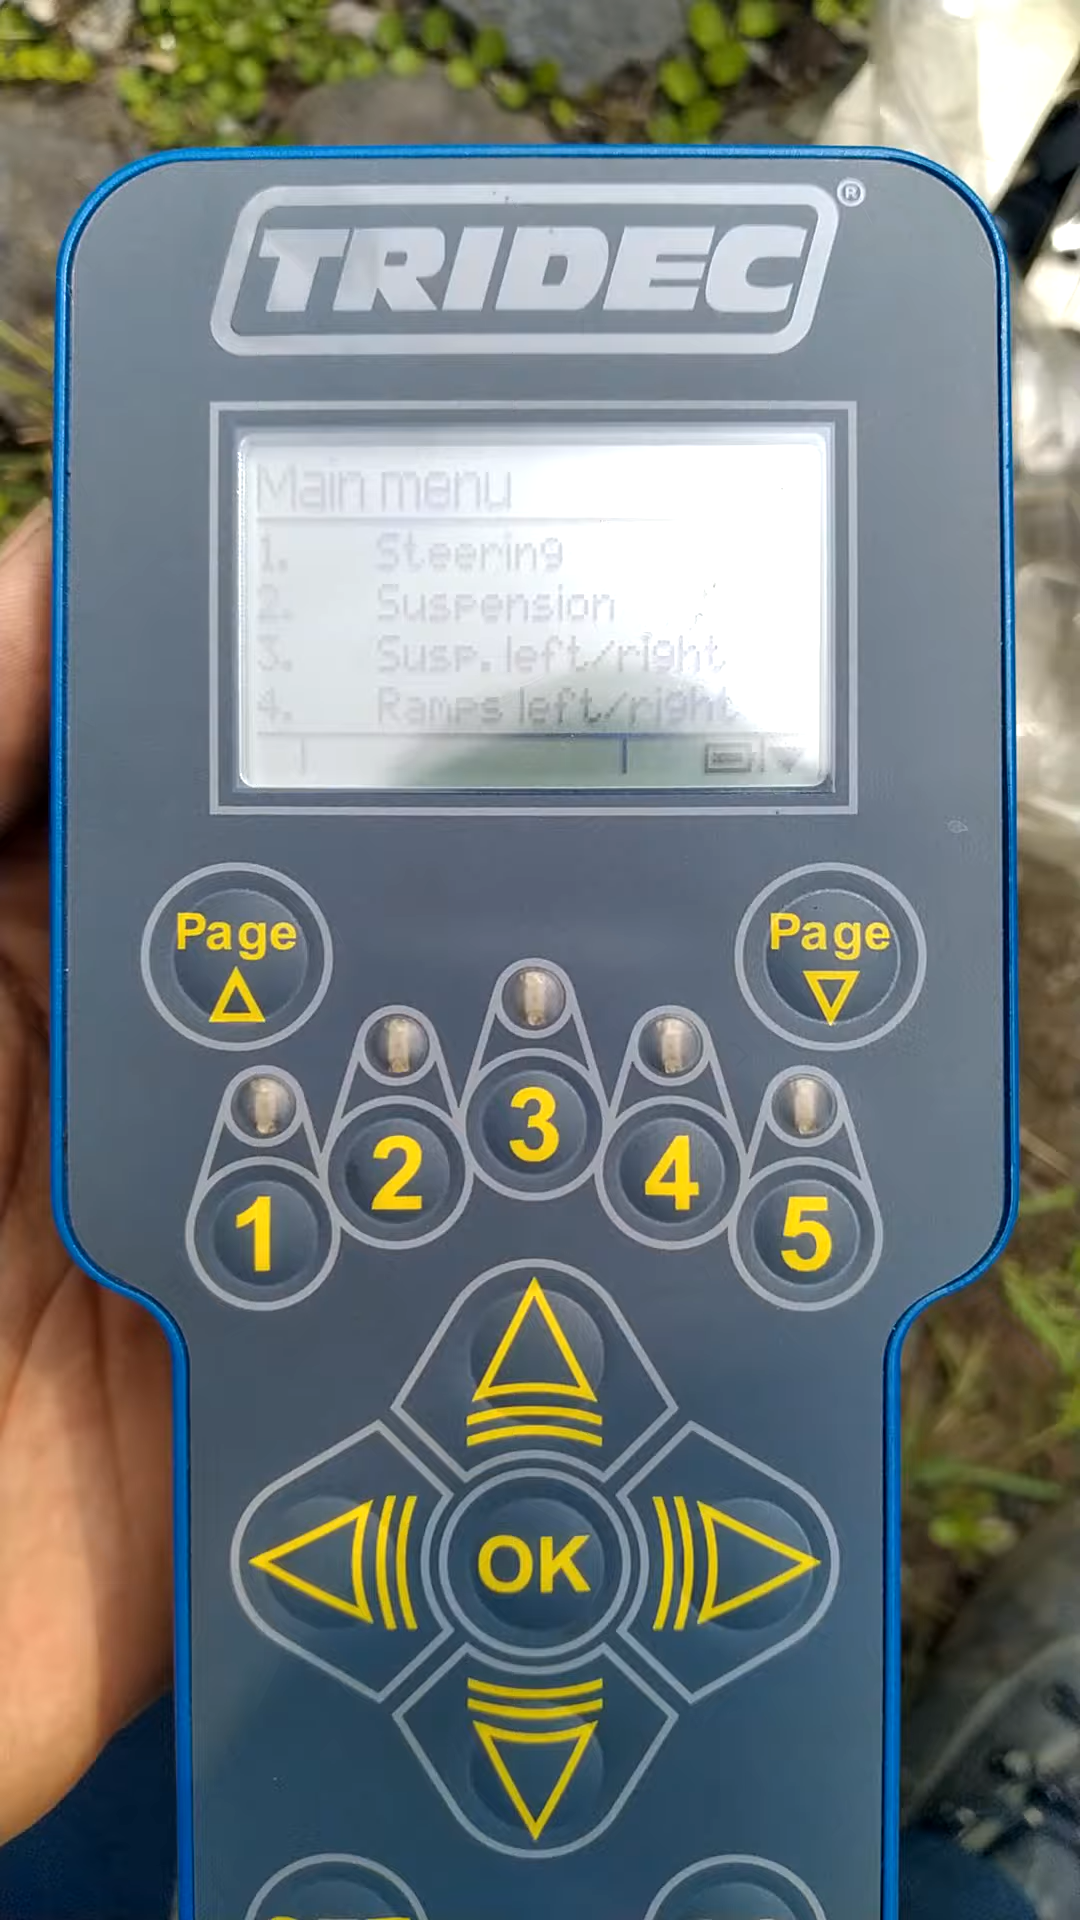 TRIDEC®
Main menu
1. Steering
2. Suspension
3. Susp. left/right
4. Ramps left/right
Page
Page
1
2
3
4
5
OK